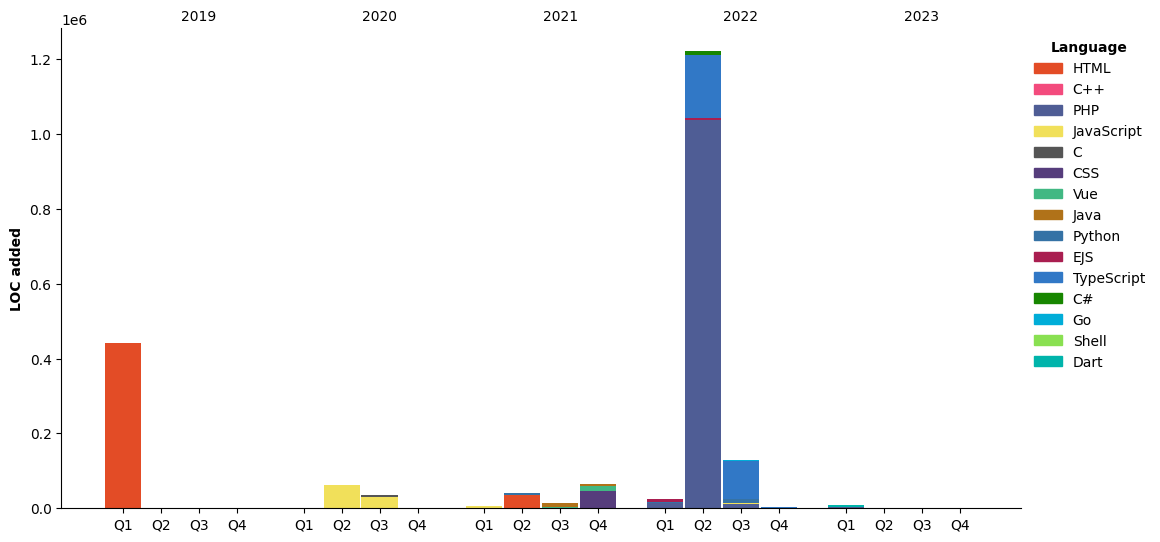 1e6
2019 2020 2021 2022 2023
1.2
1.0
0.8
0.6
0.4
0.2
0.0
LOC added
Q1 Q2 Q3 Q4 Q1 Q2 Q3 Q4 Q1 Q2 Q3 Q4 Q1 Q2 Q3 Q4 Q1 Q2 Q3 Q4
Language
HTML
C++
PHP
JavaScript
C
CSS
Vue
Java
Python
EJS
TypeScript
C#
Go
Shell
Dart